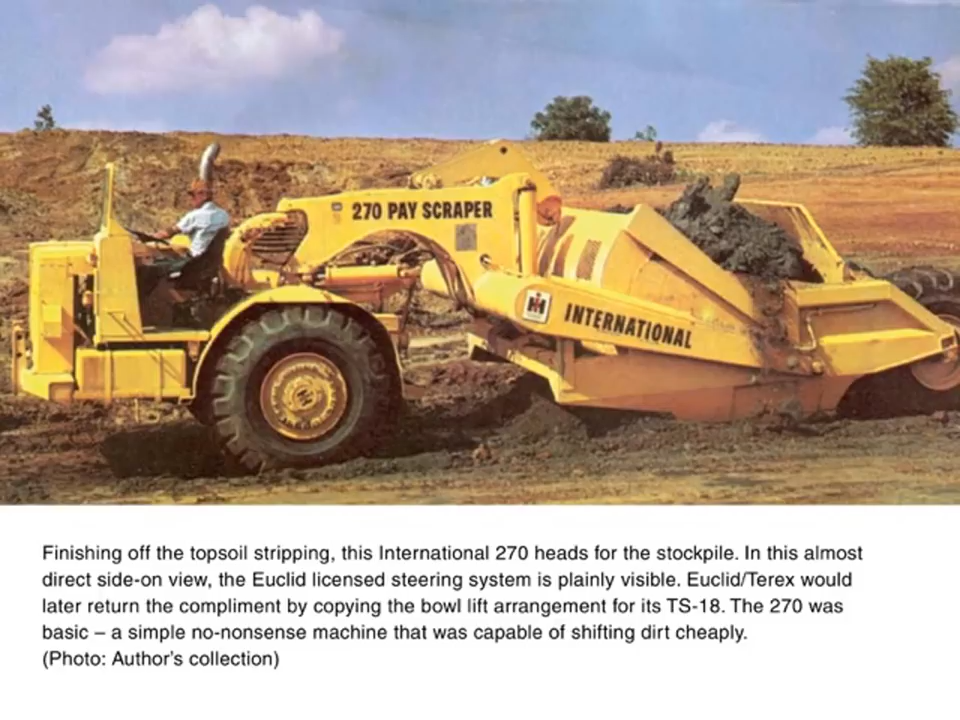 270 PAY SCRAPER
IH
INTERNATIONAL
Finishing off the topsoil stripping, this International 270 heads for the stockpile. In this almost
direct side-on view, the Euclid licensed steering system is plainly visible. Euclid/Terex would
later return the compliment by copying the bowl lift arrangement for its TS-18. The 270 was
basic – a simple no-nonsense machine that was capable of shifting dirt cheaply.
(Photo: Author's collection)